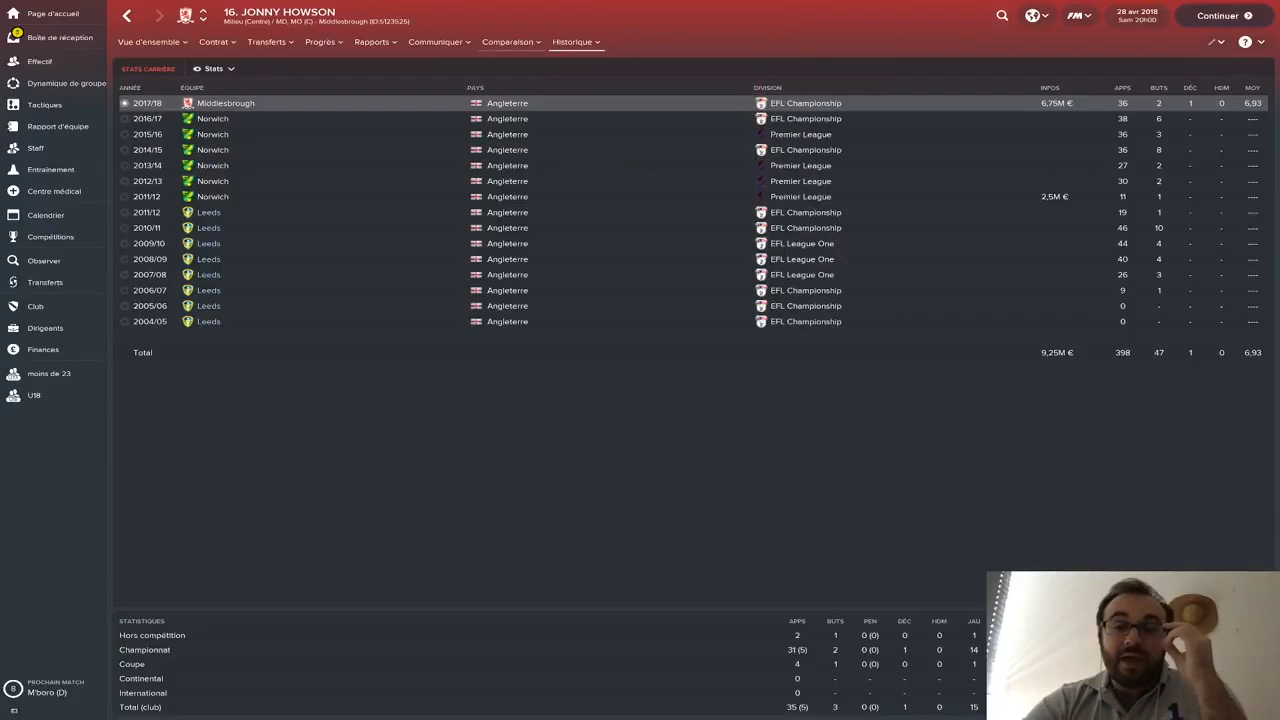 Page d'accueil
Boîte de réception
Effectif
Dynamique de groupe
Tactiques
Rapport d'équipe
Staff
Entraînement
Centre médical
Calendrier
Compétitions
Observer
Transferts
Club
Dirigeants
Finances
moins de 23
U18
8 PROCHAIN MATCH
M'boro (D)
16. JONNY HOWSON
Milieu (Centre) / MD, MO (C) - Middlesbrough (ID:5123525)
FM
28 avr 2018
Sam 20h00
Continuer
Vue d'ensemble Contrat Transferts Progrès Rapports Communiquer Comparaison Historique
STATS CARRIÈRE Stats
ANNÉE ÉQUIPE PAYS DIVISION INFOS APPS BUTS DÉC HDM MOY
2017/18 Middlesbrough Angleterre EFL Championship 6,75M € 36 2 1 0 6,93
2016/17 Norwich Angleterre EFL Championship 38 6 - - ----
2015/16 Norwich Angleterre Premier League 36 3 - - ----
2014/15 Norwich Angleterre EFL Championship 36 8 - - ----
2013/14 Norwich Angleterre Premier League 27 2 - - ----
2012/13 Norwich Angleterre Premier League 30 2 - - ----
2011/12 Norwich Angleterre Premier League 2,5M € 11 1 - - ----
2011/12 Leeds Angleterre EFL Championship 19 1 - - ----
2010/11 Leeds Angleterre EFL Championship 46 10 - - ----
2009/10 Leeds Angleterre EFL League One 44 4 - - ----
2008/09 Leeds Angleterre EFL League One 40 4 - - ----
2007/08 Leeds Angleterre EFL League One 26 3 - - ----
2006/07 Leeds Angleterre EFL Championship 9 1 - - ----
2005/06 Leeds Angleterre EFL Championship 0 - - - ----
2004/05 Leeds Angleterre EFL Championship 0 - - - ----
Total 9,25M € 398 47 1 0 6,93
STATISTIQUES APPS BUTS PEN DÉC HDM JAU
Hors compétition 2 1 0 (0) 0 0 1
Championnat 31 (5) 2 0 (0) 1 0 14
Coupe 4 1 0 (0) 0 0 1
Continental 0 - - - - -
International 0 - - - - -
Total (club) 35 (5) 3 0 (0) 1 0 15